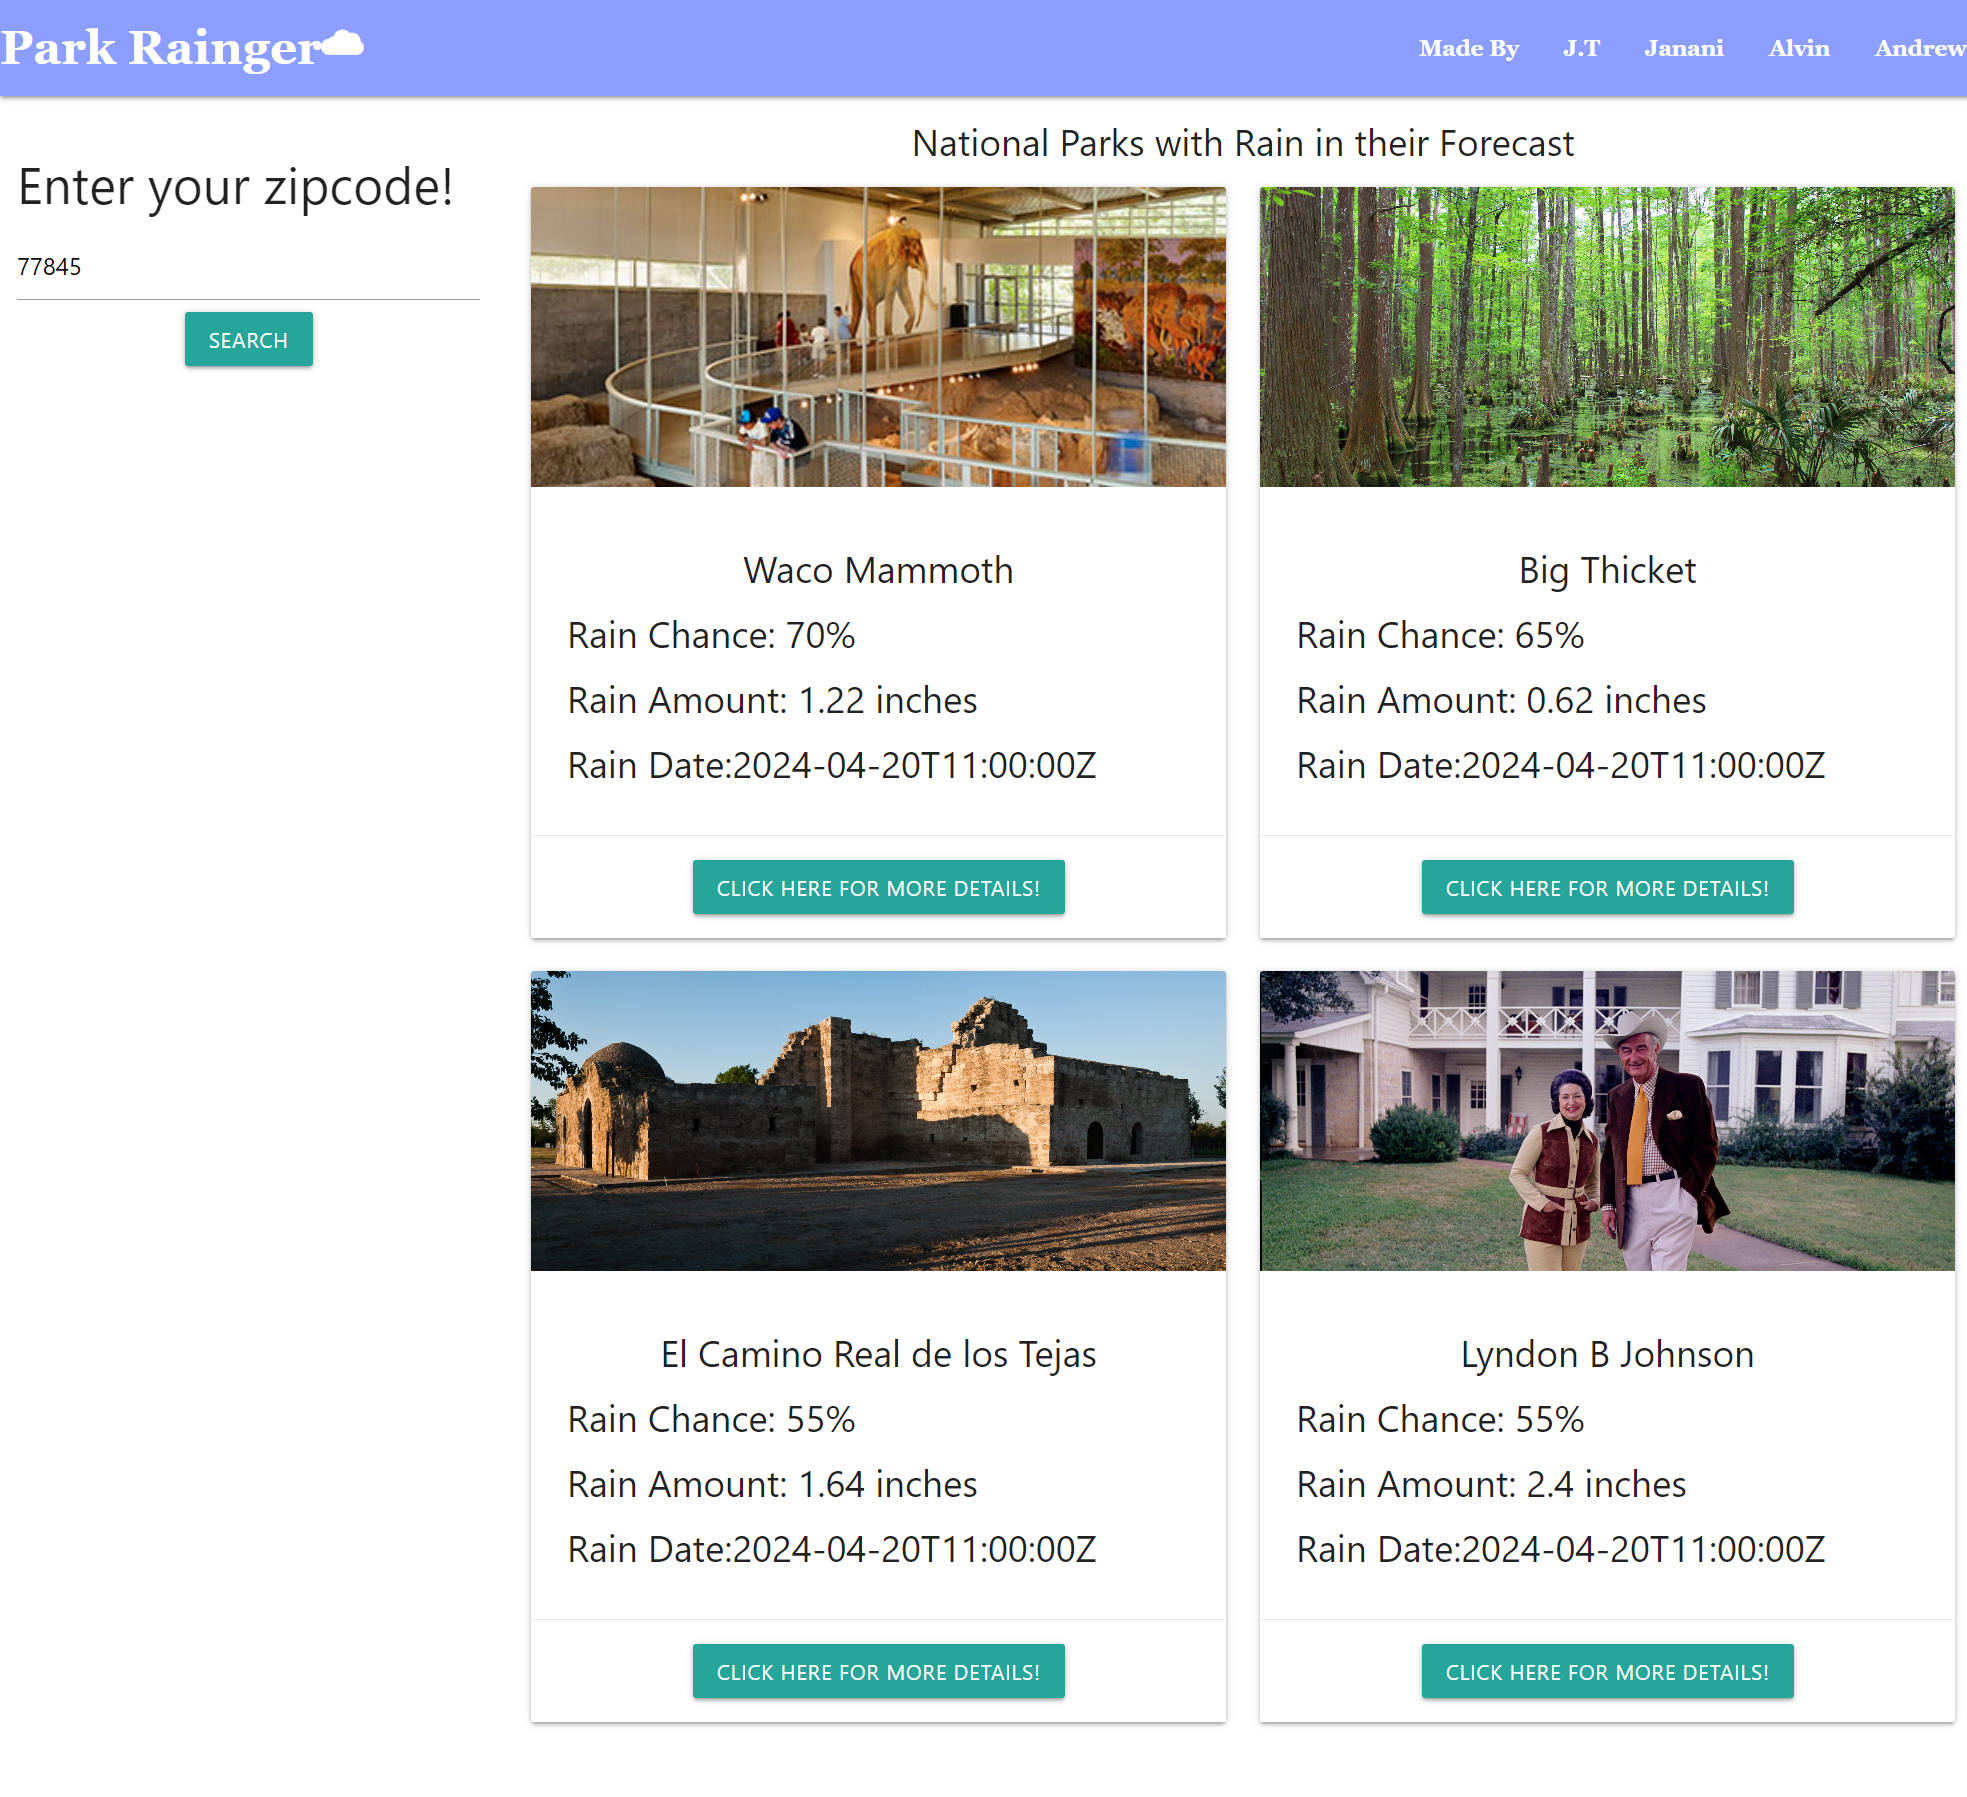 Park Rainger
Made By J.T Janani Alvin Andrew
Enter your zipcode!
77845
SEARCH
National Parks with Rain in their Forecast
Waco Mammoth
Rain Chance: 70%
Rain Amount: 1.22 inches
Rain Date:2024-04-20T11:00:00Z
CLICK HERE FOR MORE DETAILS!
Big Thicket
Rain Chance: 65%
Rain Amount: 0.62 inches
Rain Date:2024-04-20T11:00:00Z
CLICK HERE FOR MORE DETAILS!
El Camino Real de los Tejas
Rain Chance: 55%
Rain Amount: 1.64 inches
Rain Date:2024-04-20T11:00:00Z
CLICK HERE FOR MORE DETAILS!
Lyndon B Johnson
Rain Chance: 55%
Rain Amount: 2.4 inches
Rain Date:2024-04-20T11:00:00Z
CLICK HERE FOR MORE DETAILS!